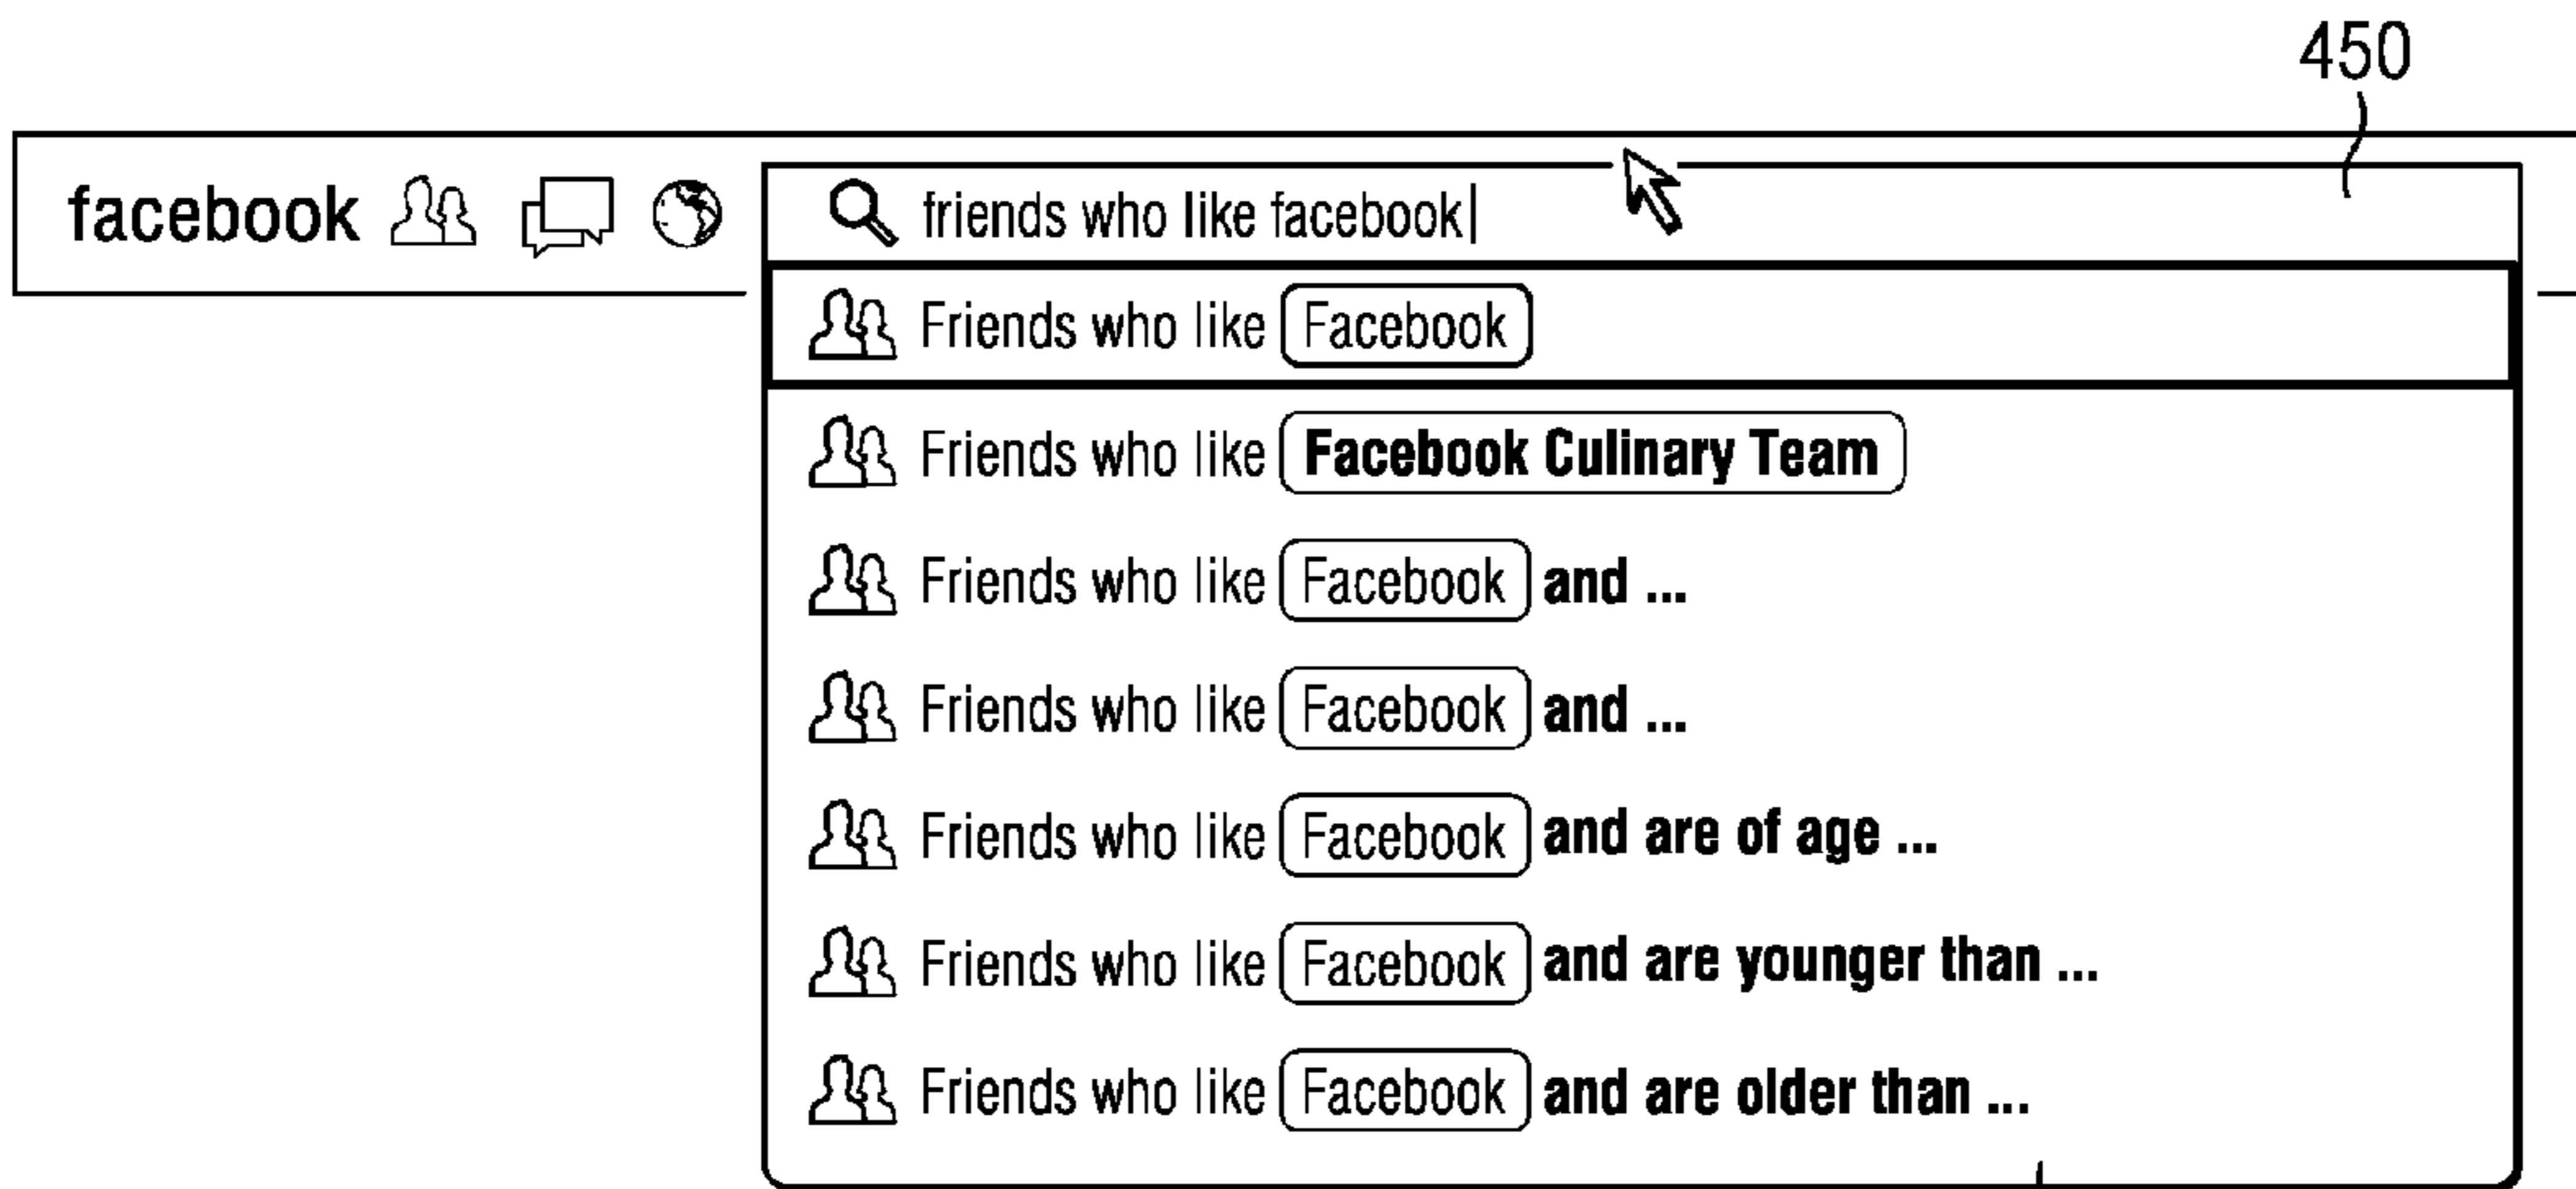 450
facebook friends who like facebook
Friends who like Facebook
Friends who like Facebook Culinary Team
Friends who like Facebook and ...
Friends who like Facebook and ...
Friends who like Facebook and are of age ...
Friends who like Facebook and are younger than ...
Friends who like Facebook and are older than ...